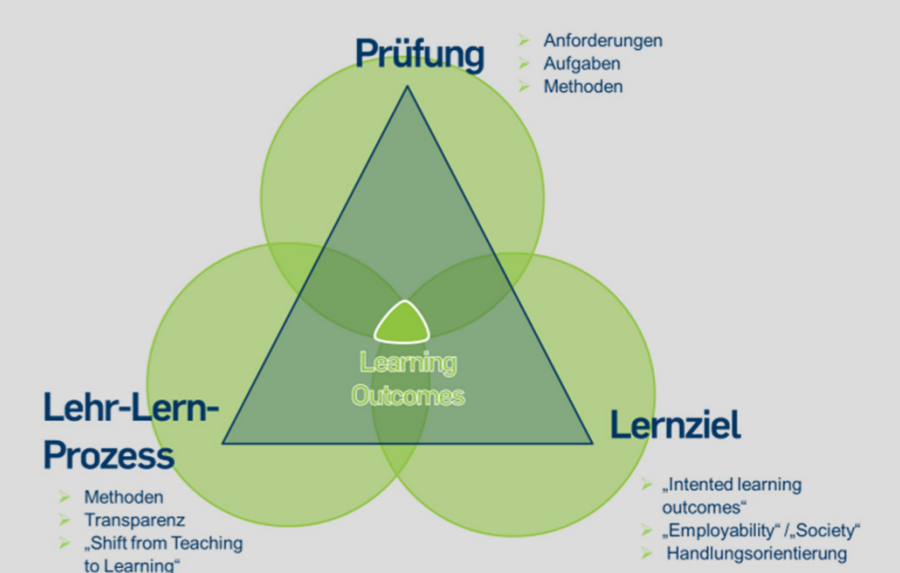 Prüfung
Anforderungen
Aufgaben
Methoden
Learning
Outcomes
Lehr-Lern-
Prozess
Methoden
Transparenz
„Shift from Teaching
to Learning“
Lernziel
„Intented learning
outcomes“
„Employability“ /„Society“
Handlungsorientierung